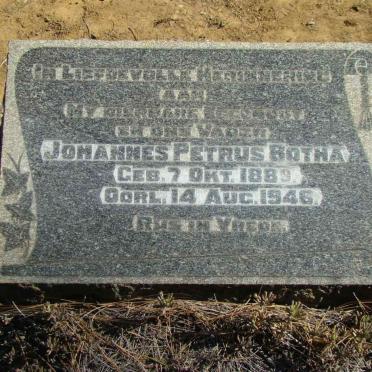 IN LIEFDEVOLLE HERINNERING
AAN
MY DIERBARE EGGENOOT
EN ONS VADER
JOHANNES PETRUS BOTHA
GEB. 7 OKT. 1889.
OORL. 14 AUG. 1946.
RUS IN VREDE.